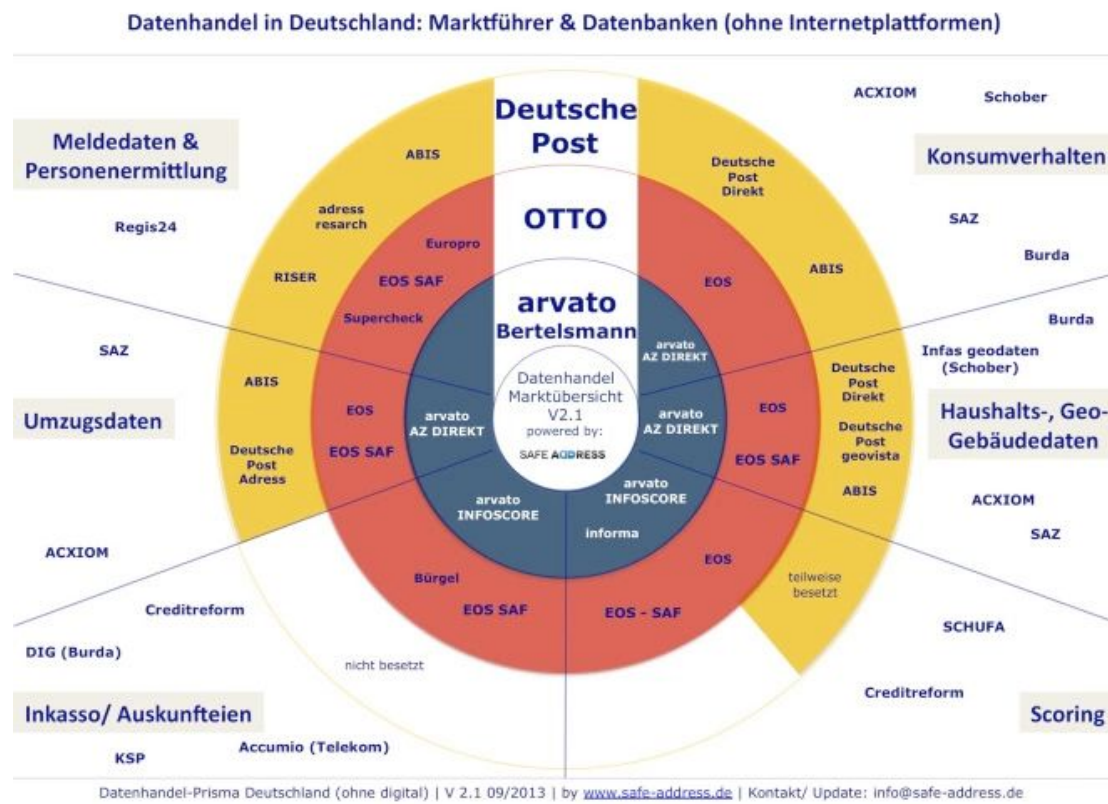 Datenhandel in Deutschland: Marktführer & Datenbanken (ohne Internetplattformen)
Deutsche
Post
OTTO
arvato
Bertelsmann
Datenhandel
Marktübersicht
V2.1
powered by:
SAFE ADDRESS
Meldedaten &
Personenermittlung
Regis24
ABIS
adress
resarch
RISER
Europro
EOS SAF
Supercheck
ACXIOM
Schober
Konsumverhalten
SAZ
Burda
Deutsche
Post
Direkt
ABIS
EOS
arvato
AZ DIREKT
SAZ
Umzugsdaten
ACXIOM
ABIS
Deutsche
Post
Adress
EOS
EOS SAF
arvato
AZ DIREKT
Burda
Infas geodaten
(Schober)
Haushalts-, Geo-
Gebäudedaten
ACXIOM
SAZ
Deutsche
Post
Direkt
Deutsche
Post
geovista
ABIS
EOS
EOS SAF
arvato
AZ DIREKT
arvato
INFOSCORE
Bürgel
EOS SAF
nicht besetzt
Creditreform
DIG (Burda)
Inkasso/ Auskunfteien
KSP
Accumio (Telekom)
arvato
INFOSCORE
informa
EOS
EOS - SAF
teilweise
besetzt
SCHUFA
Creditreform
Scoring
Datenhandel-Prisma Deutschland (ohne digital) | V 2.1 09/2013 | by www.safe-address.de | Kontakt/ Update: info@safe-address.de